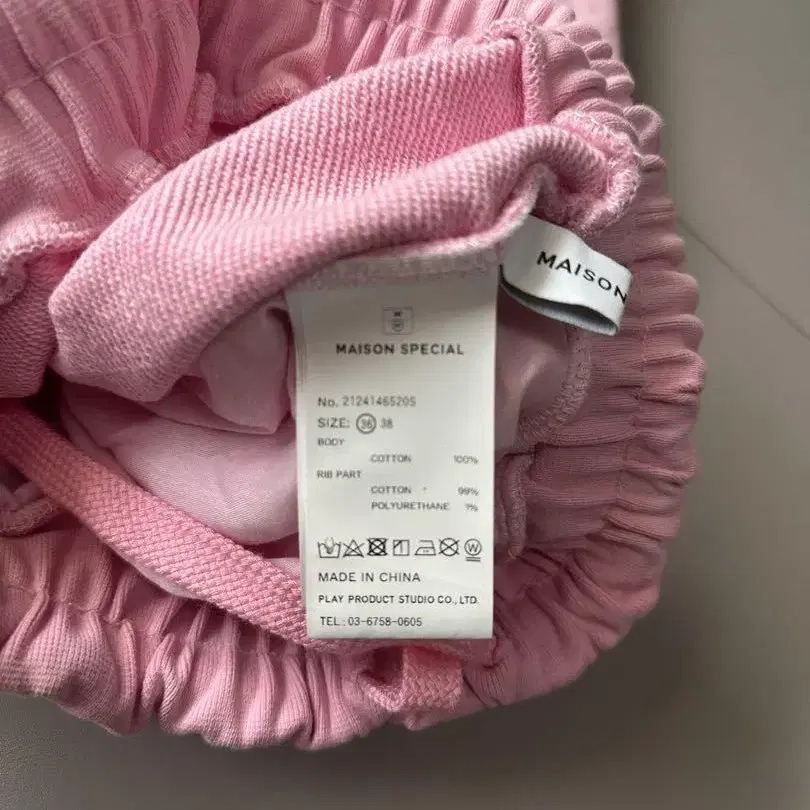 MAISON
MAISON SPECIAL
No. 21241465205
SIZE: 36 38
BODY
COTTON 100%
RIB PART
COTTON 99%
POLYURETHANE 1%
MADE IN CHINA
PLAY PRODUCT STUDIO CO., LTD.
TEL.: 03-6758-0605